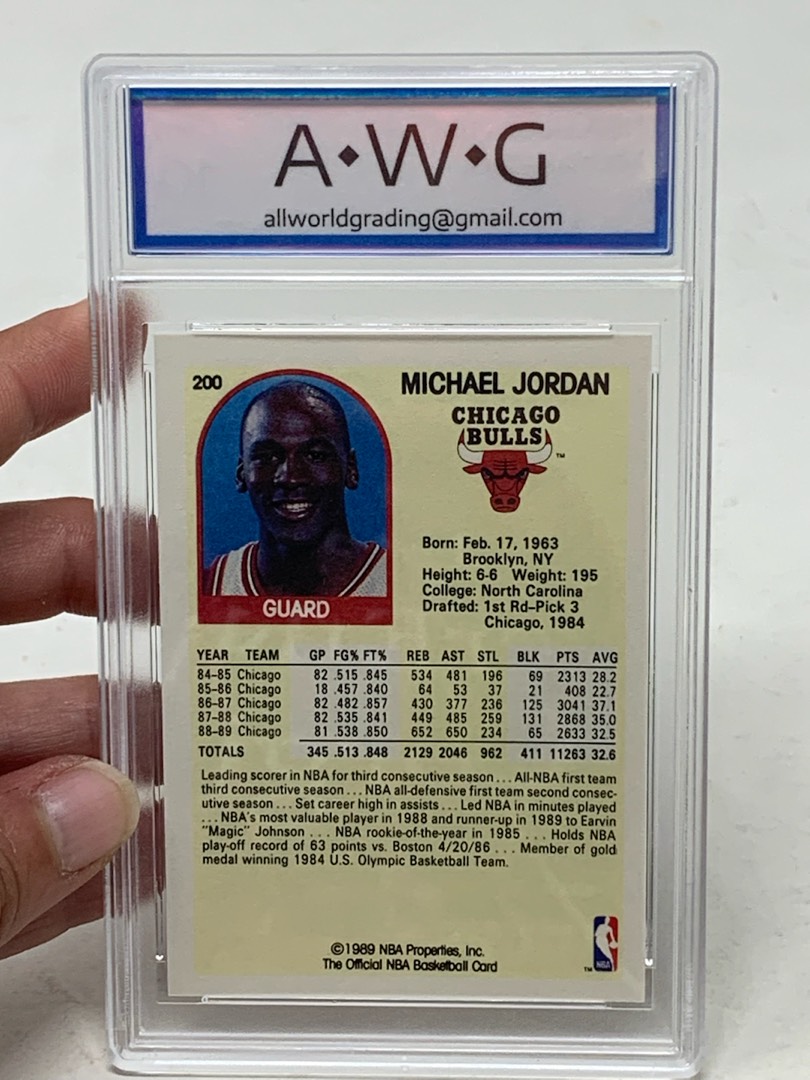 A◆W◆G
allworldgrading@gmail.com
200
MICHAEL JORDAN
CHICAGO
BULLS
TM
Born: Feb. 17, 1963
Brooklyn, NY
Height: 6-6 Weight: 195
College: North Carolina
Drafted: 1st Rd-Pick 3
Chicago, 1984
GUARD
YEAR TEAM GP FG% FT% REB AST STL BLK PTS AVG
84-85 Chicago 82 .515 .845 534 481 196 69 2313 28.2
85-86 Chicago 18 .457 .840 64 53 37 21 408 22.7
86-87 Chicago 82 .482 .857 430 377 236 125 3041 37.1
87-88 Chicago 82 .535 .841 449 485 259 131 2868 35.0
88-89 Chicago 81 .538 .850 652 650 234 65 2633 32.5
TOTALS 345 .513 .848 2129 2046 962 411 11263 32.6
Leading scorer in NBA for third consecutive season ... All-NBA first team
third consecutive season ... NBA all-defensive first team second consec-
utive season ... Set career high in assists ... Led NBA in minutes played
... NBA's most valuable player in 1988 and runner-up in 1989 to Earvin
"Magic" Johnson ... NBA rookie-of-the-year in 1985 ... Holds NBA
play-off record of 63 points vs. Boston 4/20/86 ... Member of gold
medal winning 1984 U.S. Olympic Basketball Team.
©1989 NBA Properties, Inc.
The Official NBA Basketball Card
TM
NBA